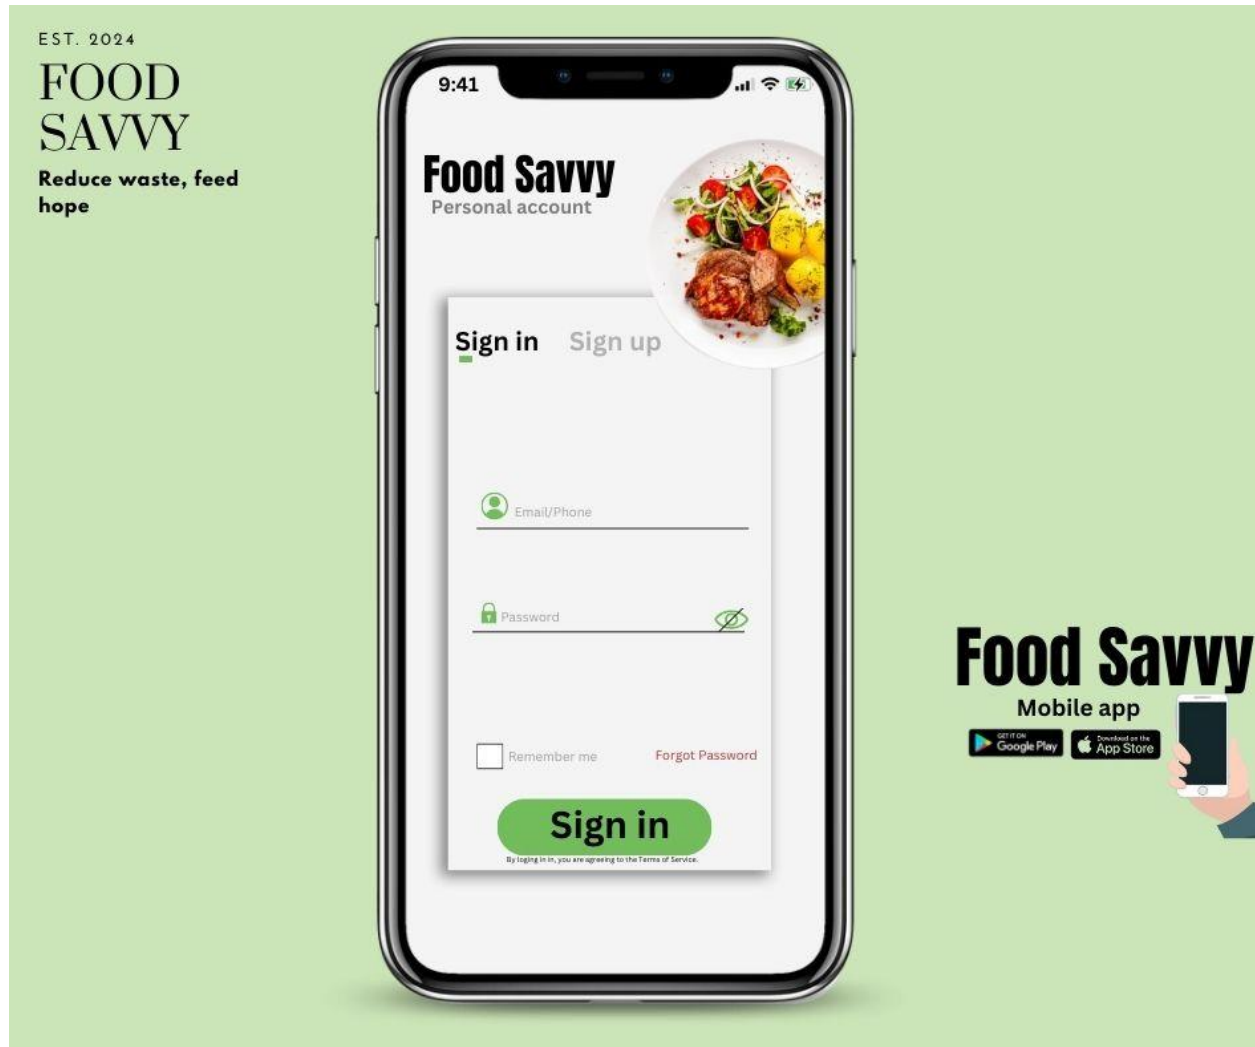 EST. 2024
FOOD
SAVVY
Reduce waste, feed
hope
9:41
Food Savvy
Personal account
Sign in Sign up
Email/Phone
Password
Remember me Forgot Password
Sign in
By loging in in, you are agreeing to the Terms of Service.
Food Savvy
Mobile app
GET IT ON
Google Play
Download on the
App Store